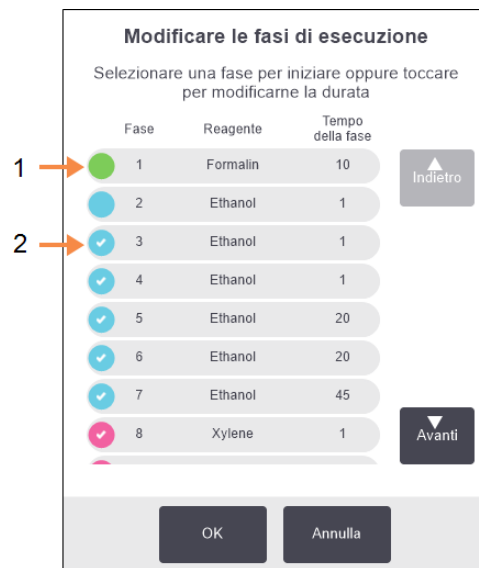 Modificare le fasi di esecuzione
Selezionare una fase per iniziare oppure toccare
per modificarne la durata
Fase Reagente Tempo
della fase
1 1 Formalin 10
Indietro
2 Ethanol 1
2 3 Ethanol 1
4 Ethanol 1
5 Ethanol 20
6 Ethanol 20
7 Ethanol 45
8 Xylene 1
Avanti
OK Annulla